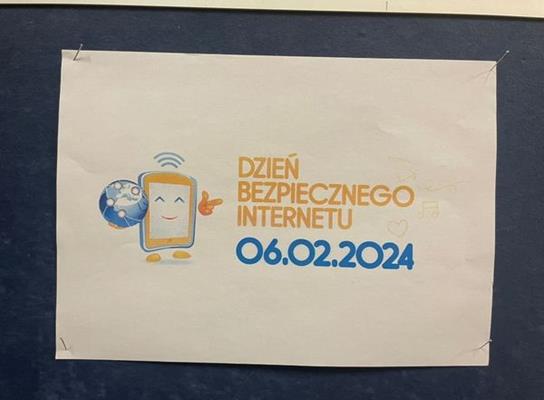 DZIEŃ
BEZPIECZNEGO
INTERNETU
06.02.2024